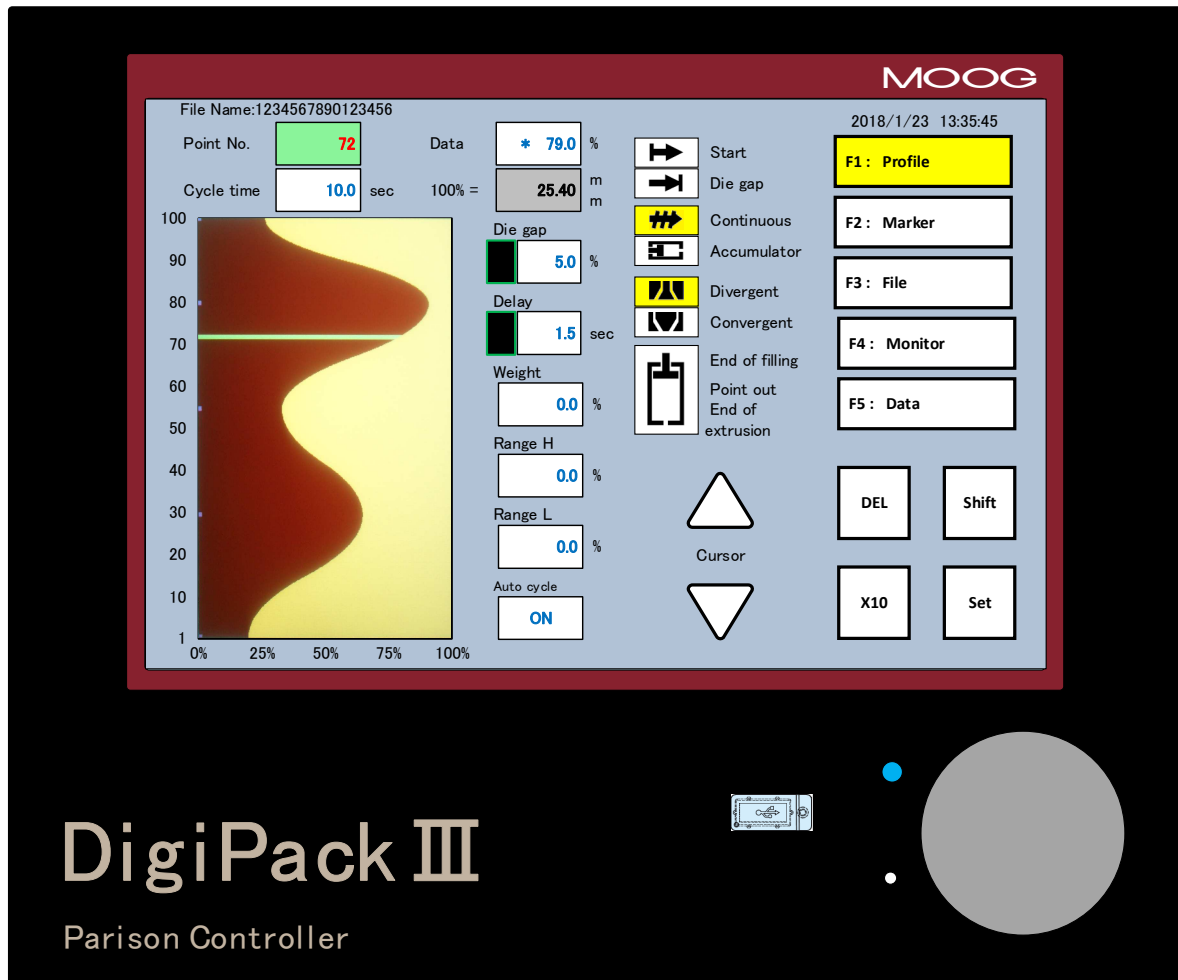 MOOG
File Name:1234567890123456
2018/1/23 13:35:45
Point No. 72
Data * 79.0 %
Cycle time 10.0 sec
100% = 25.40 m
m
100
90
80
70
60
50
40
30
20
10
1
0% 25% 50% 75% 100%
Die gap
5.0 %
Delay
1.5 sec
Weight
0.0 %
Range H
0.0 %
Range L
0.0 %
Auto cycle
ON
Start
Die gap
Continuous
Accumulator
Divergent
Convergent
End of filling
Point out
End of
extrusion
Cursor
F1 : Profile
F2 : Marker
F3 : File
F4 : Monitor
F5 : Data
DEL Shift
X10 Set
DigiPack III
Parison Controller